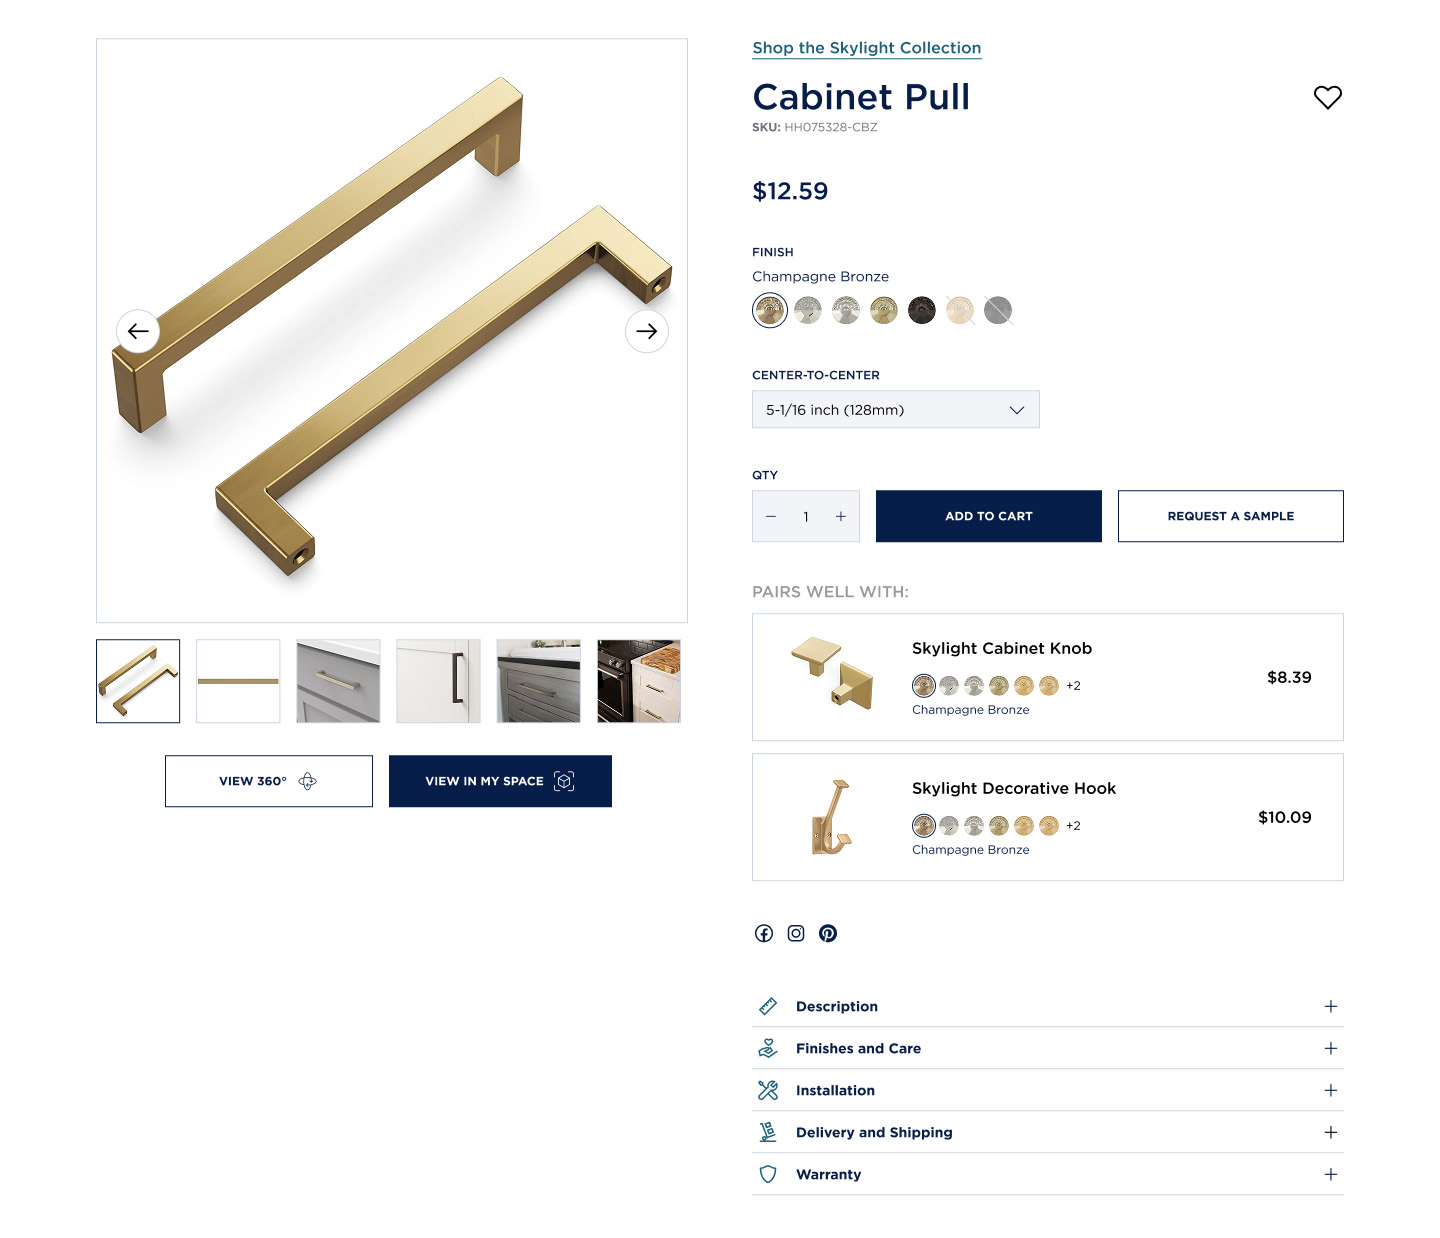 Shop the Skylight Collection
Cabinet Pull
SKU: HH075328-CBZ
$12.59
FINISH
Champagne Bronze
CENTER-TO-CENTER
5-1/16 inch (128mm)
QTY
1
ADD TO CART
REQUEST A SAMPLE
VIEW 360°
VIEW IN MY SPACE
PAIRS WELL WITH:
Skylight Cabinet Knob
+2
Champagne Bronze
$8.39
Skylight Decorative Hook
+2
Champagne Bronze
$10.09
Description
Finishes and Care
Installation
Delivery and Shipping
Warranty